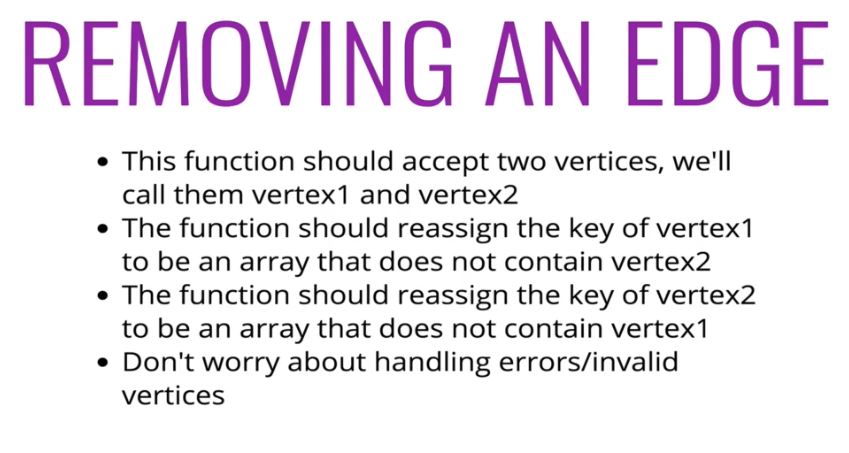 REMOVING AN EDGE
• This function should accept two vertices, we'll
call them vertex1 and vertex2
• The function should reassign the key of vertex1
to be an array that does not contain vertex2
• The function should reassign the key of vertex2
to be an array that does not contain vertex1
• Don't worry about handling errors/invalid
vertices